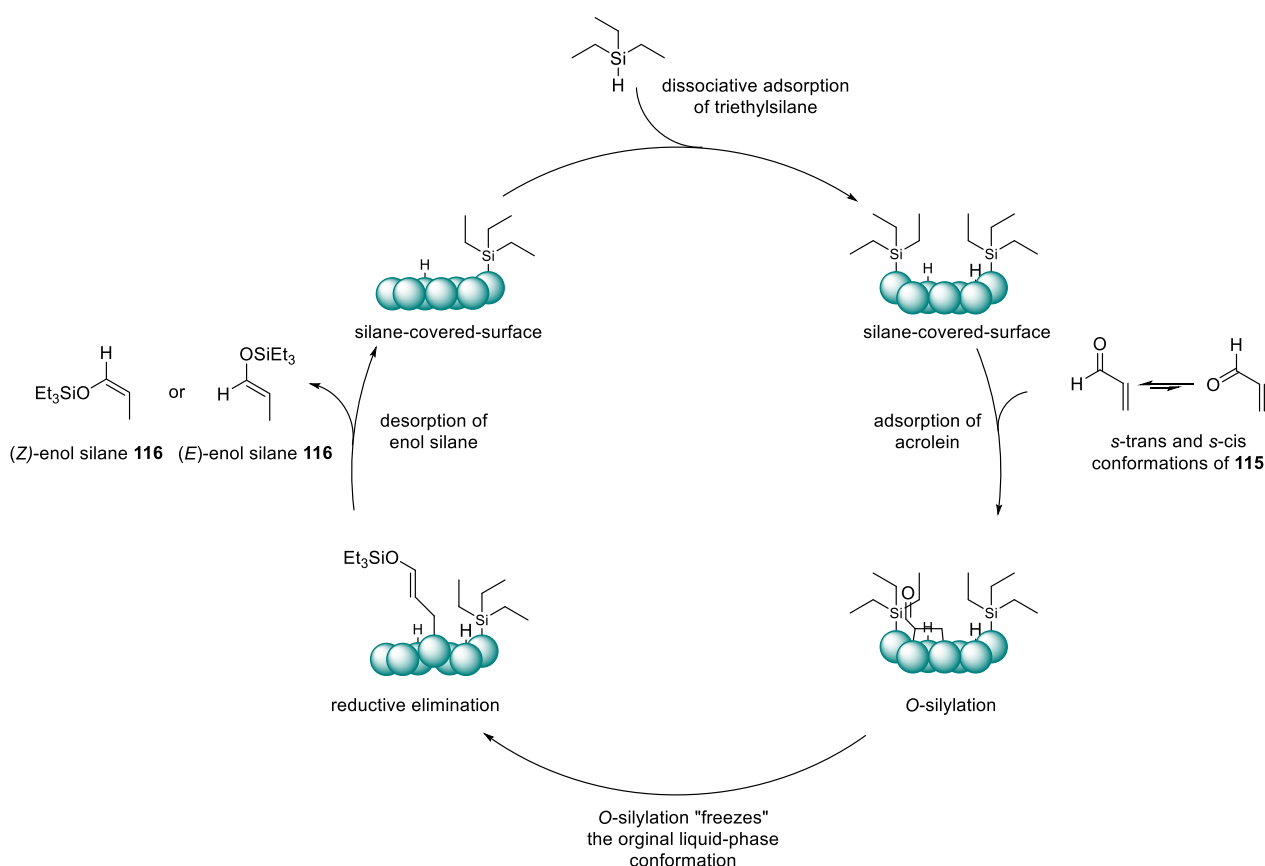 Si
H
dissociative adsorption
of triethylsilane
Si
H
silane-covered-surface
Si
Si
H
H
silane-covered-surface
H
Et3SiO
or
OSiEt3
H
(Z)-enol silane 116
(E)-enol silane 116
desorption of
enol silane
adsorption of
acrolein
O
H
H
O
s-trans and s-cis
conformations of 115
Et3SiO
H
H
Si
reductive elimination
Si
O
H
H
Si
O-silylation
O-silylation "freezes"
the orginal liquid-phase
conformation